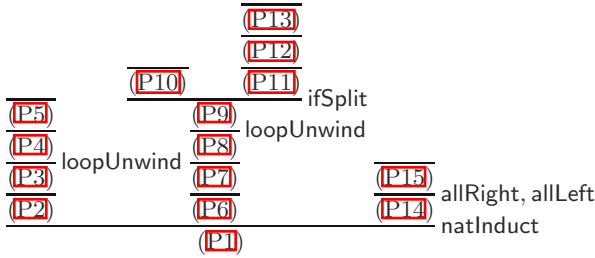 (P13)
(P12)
(P10) (P11) ifSplit
(P5) (P9) loopUnwind
(P4) loopUnwind (P8)
(P3) (P7) (P15) allRight, allLeft
(P2) (P6) (P14) natInduct
(P1)